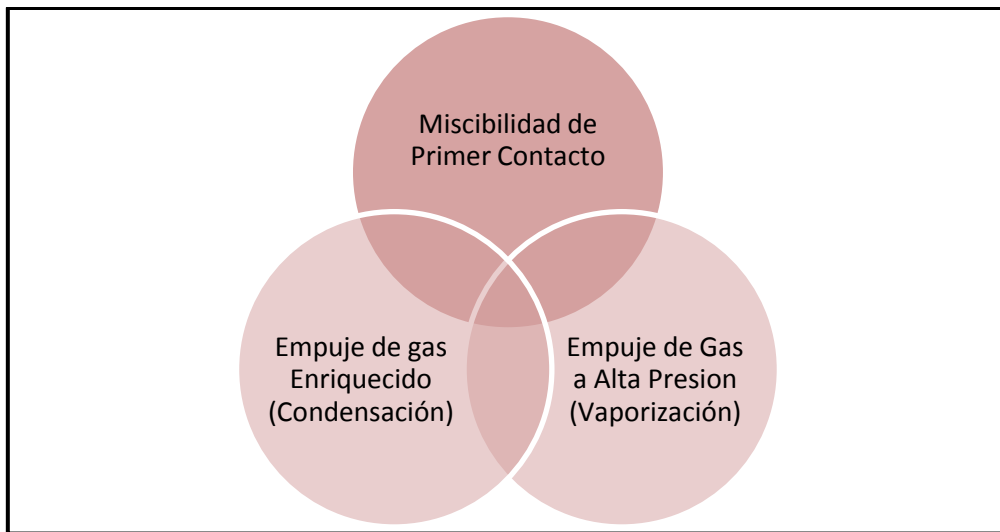 Miscibilidad de
Primer Contacto
Empuje de gas
Enriquecido
(Condensación)
Empuje de Gas
a Alta Presion
(Vaporización)